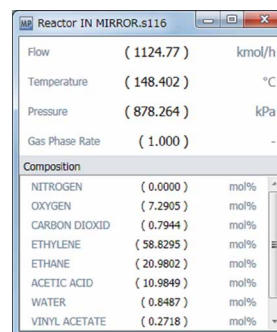 MP Reactor IN MIRROR.s116
Flow ( 1124.77) kmol/h
Temperature ( 148.402) °C
Pressure ( 878.264) kPa
Gas Phase Rate ( 1.000) -
Composition
NITROGEN ( 0.0000) mol%
OXYGEN ( 7.2905) mol%
CARBON DIOXID ( 0.7944) mol%
ETHYLENE ( 58.8295) mol%
ETHANE ( 20.9802) mol%
ACETIC ACID ( 10.9849) mol%
WATER ( 0.8487) mol%
VINYL ACETATE ( 0.2718) mol%